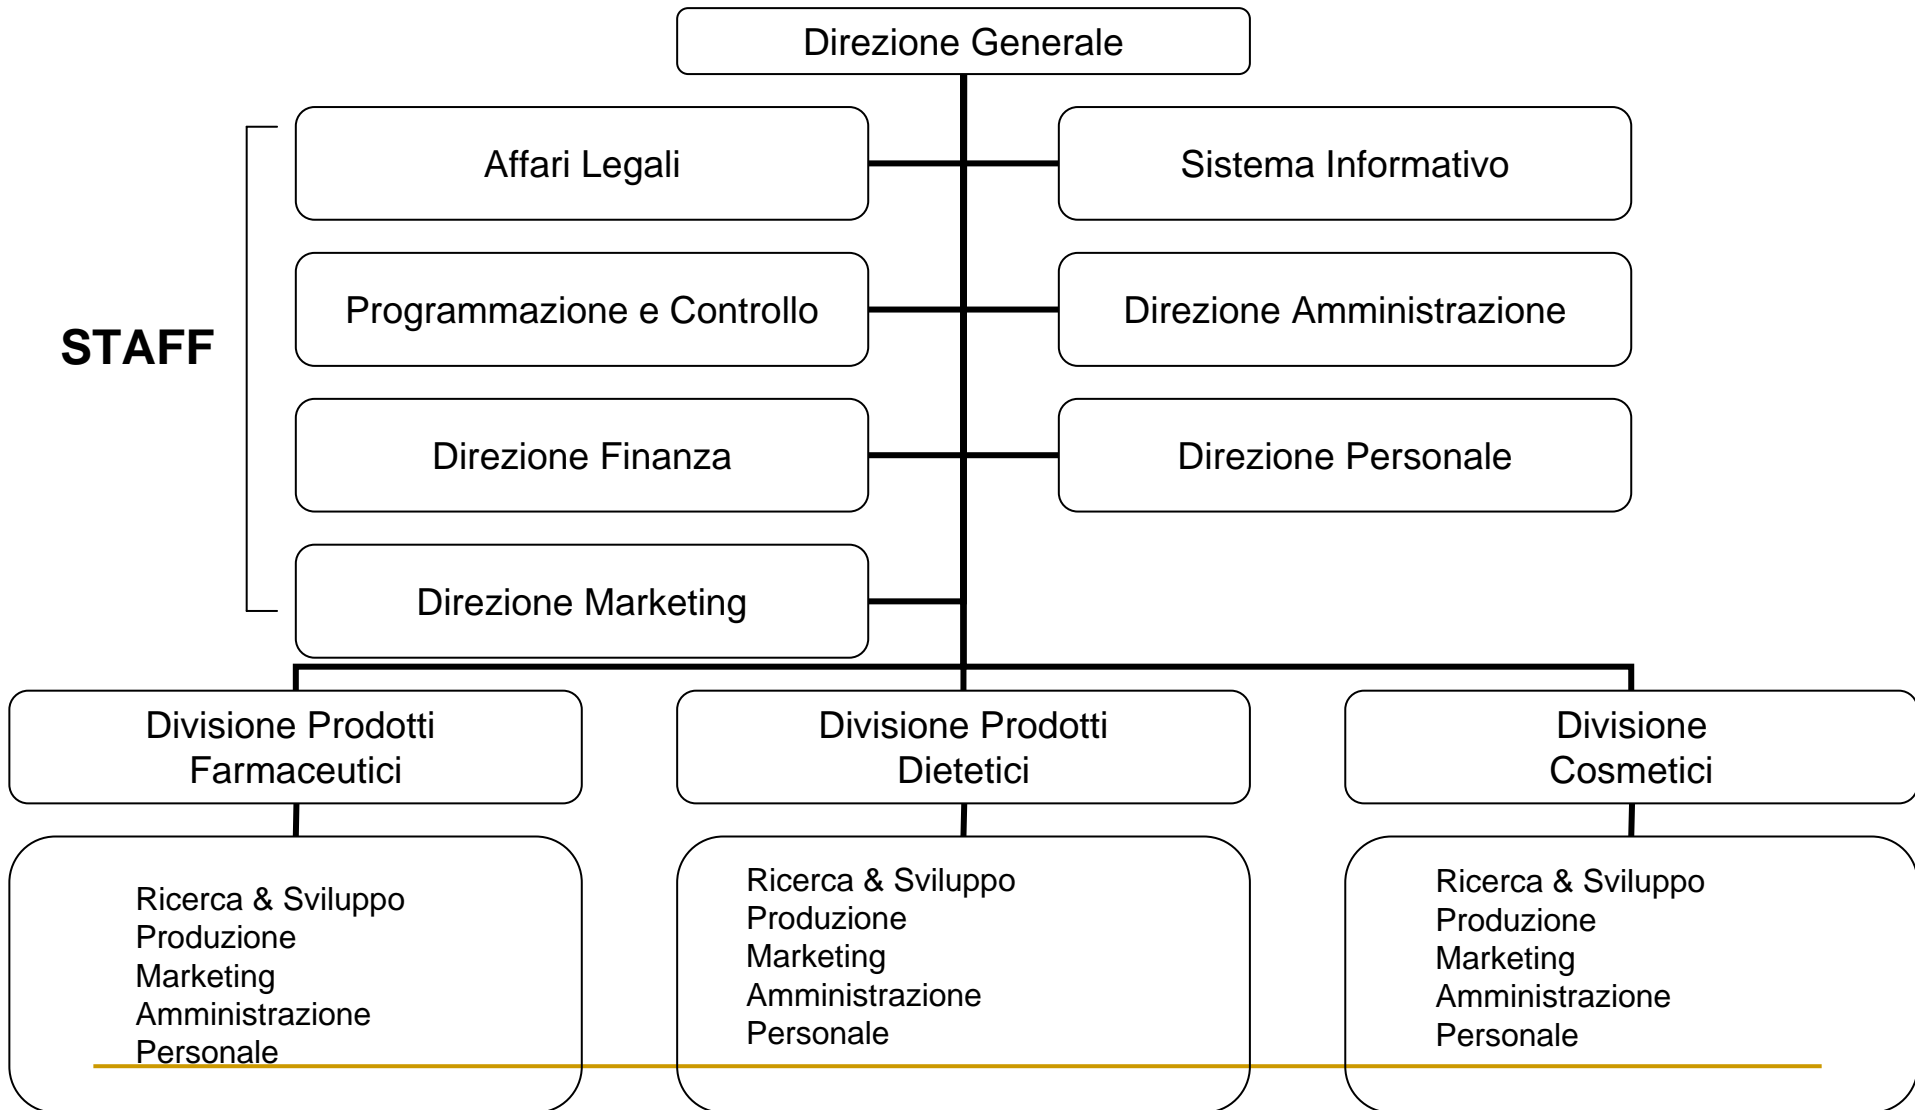 Direzione Generale
Affari Legali
Sistema Informativo
Programmazione e Controllo
Direzione Amministrazione
STAFF
Direzione Finanza
Direzione Personale
Direzione Marketing
Divisione Prodotti
Farmaceutici
Divisione Prodotti
Dietetici
Divisione
Cosmetici
Ricerca & Sviluppo
Produzione
Marketing
Amministrazione
Personale
Ricerca & Sviluppo
Produzione
Marketing
Amministrazione
Personale
Ricerca & Sviluppo
Produzione
Marketing
Amministrazione
Personale